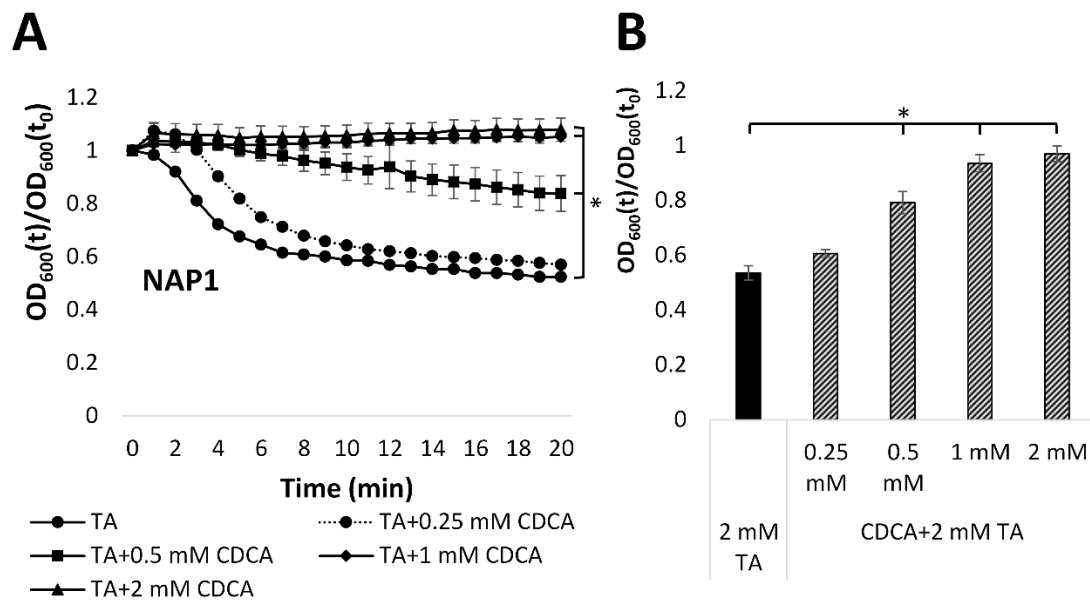 A
OD₆₀₀(t)/OD₆₀₀(t₀)
1.2
1
0.8
0.6
0.4
0.2
0
NAP1
*
0 2 4 6 8 10 12 14 16 18 20
Time (min)
TA
TA+0.25 mM CDCA
TA+0.5 mM CDCA
TA+1 mM CDCA
TA+2 mM CDCA
B
OD₆₀₀(t)/OD₆₀₀(t₀)
1.2
1
0.8
0.6
0.4
0.2
0
*
0.25
mM
0.5
mM
1 mM
2 mM
2 mM
TA
CDCA+2 mM TA